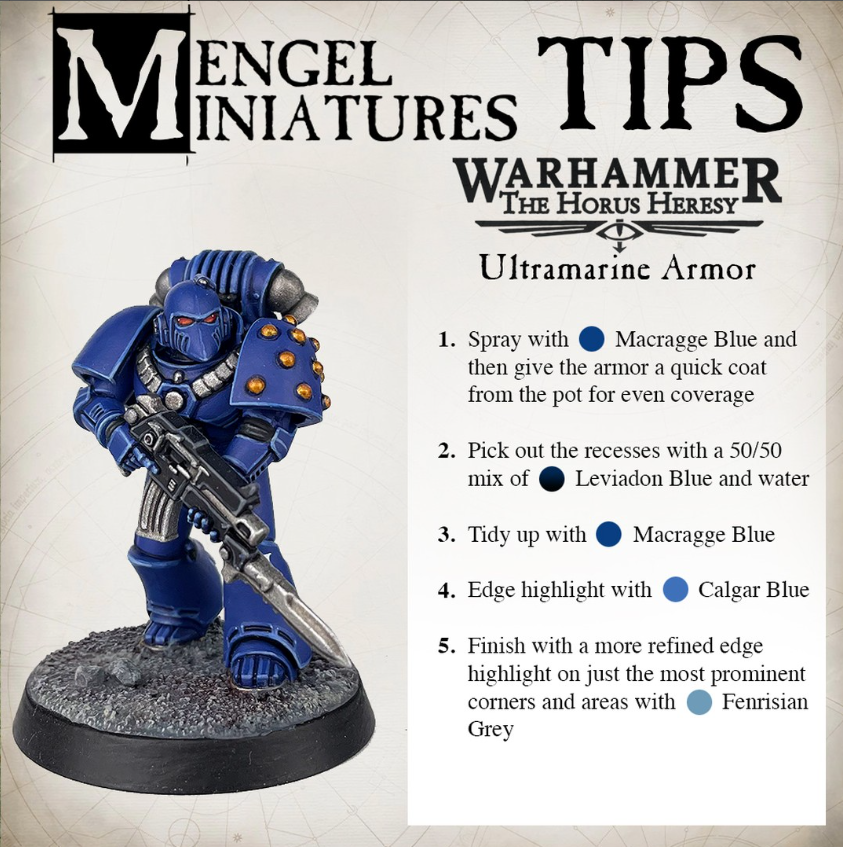 MENGEL
MINIATURES
TIPS
WARHAMMER
THE HORUS HERESY
Ultramarine Armor
1. Spray with Macragge Blue and
then give the armor a quick coat
from the pot for even coverage
2. Pick out the recesses with a 50/50
mix of Leviadon Blue and water
3. Tidy up with Macragge Blue
4. Edge highlight with Calgar Blue
5. Finish with a more refined edge
highlight on just the most prominent
corners and areas with Fenrisian
Grey